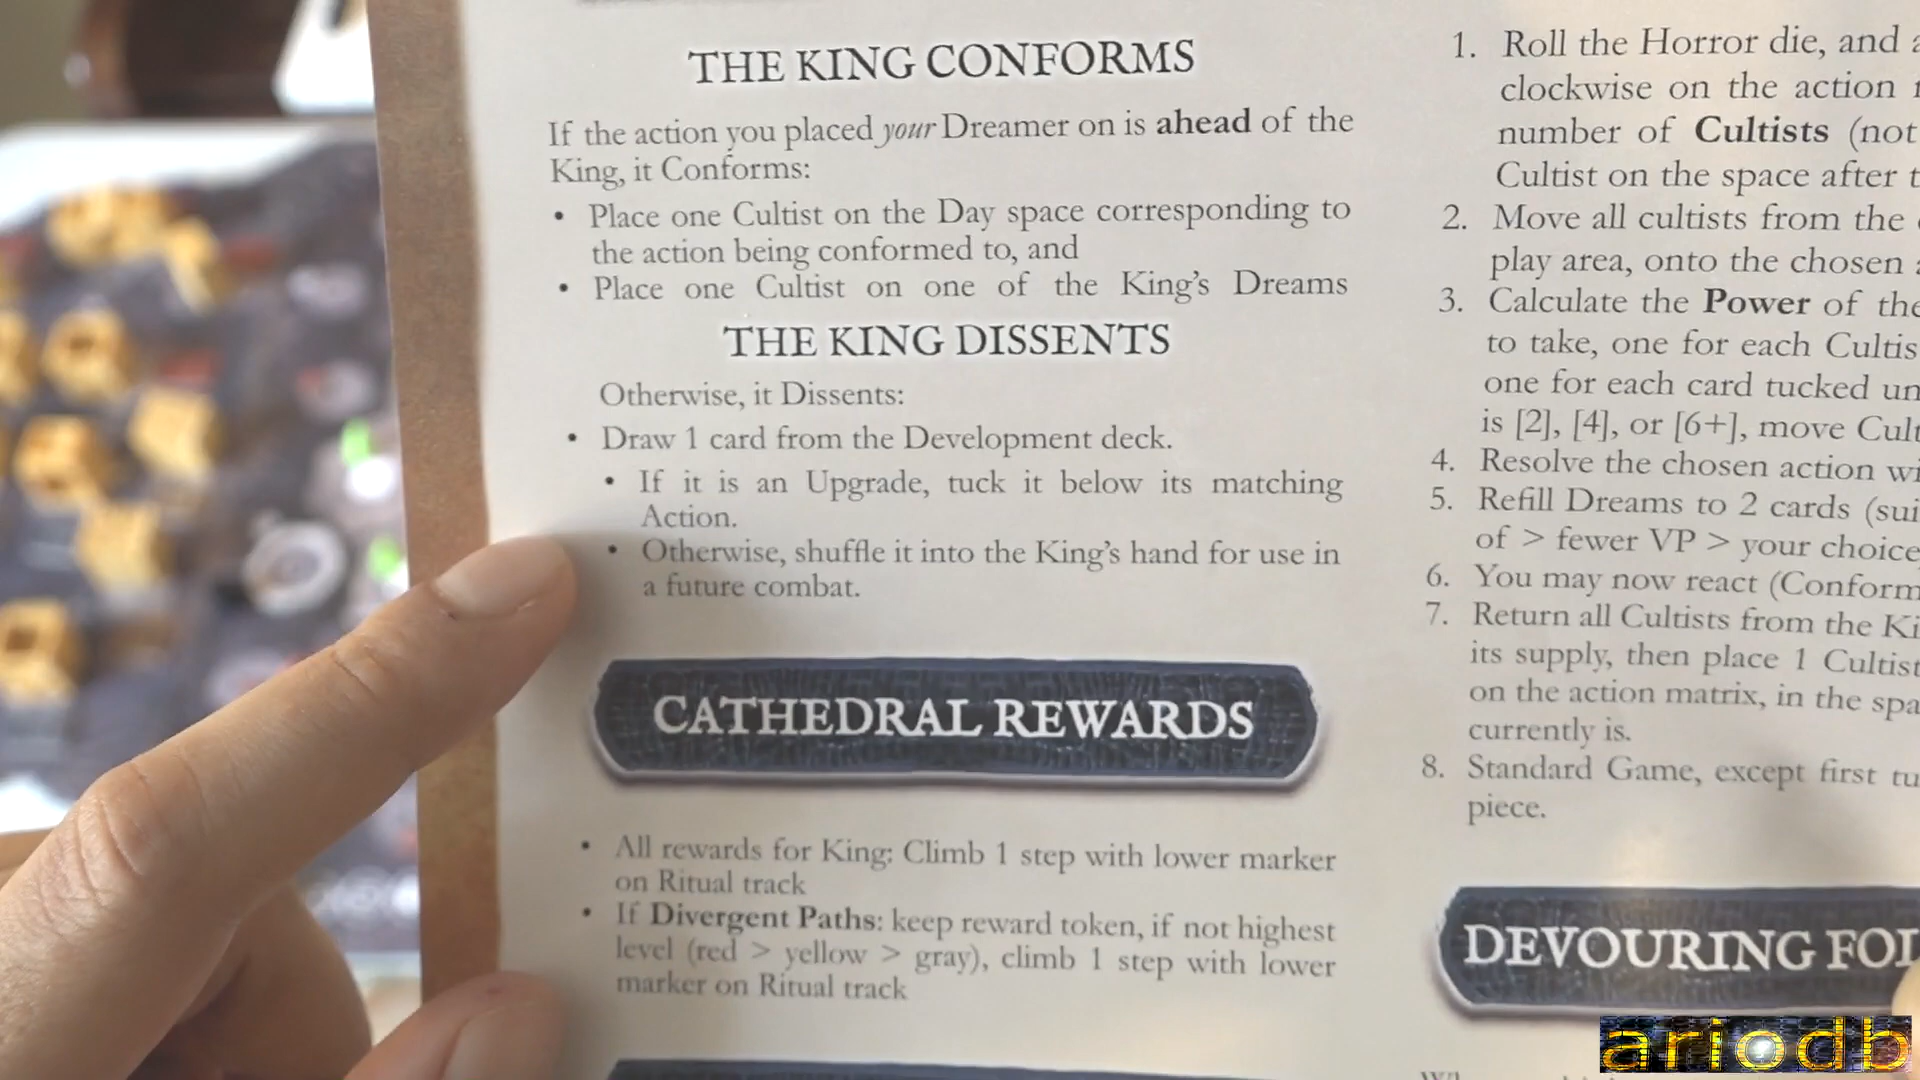 THE KING CONFORMS
If the action you placed your Dreamer on is ahead of the
King, it Conforms:
• Place one Cultist on the Day space corresponding to
the action being conformed to, and
• Place one Cultist on one of the King's Dreams
THE KING DISSENTS
Otherwise, it Dissents:
• Draw 1 card from the Development deck.
• If it is an Upgrade, tuck it below its matching
Action.
• Otherwise, shuffle it into the King's hand for use in
a future combat.
CATHEDRAL REWARDS
• All rewards for King: Climb 1 step with lower marker
on Ritual track
• If Divergent Paths: keep reward token, if not highest
level (red > yellow > gray), climb 1 step with lower
marker on Ritual track
1. Roll the Horror die, and
clockwise on the action
number of Cultists (not
Cultist on the space after
2. Move all cultists from the
play area, onto the chosen
3. Calculate the Power of the
to take, one for each
one for each card tucked
is [2], [4], or [6+], move
4. Resolve the chosen action
5. Refill Dreams to 2 cards
of > fewer VP > your choice
6. You may now react
7. Return all Cultists from the
its supply, then place 1 Cultist
on the action matrix, in the
currently is.
8. Standard Game, except first
piece.
DEVOURING
ariodb